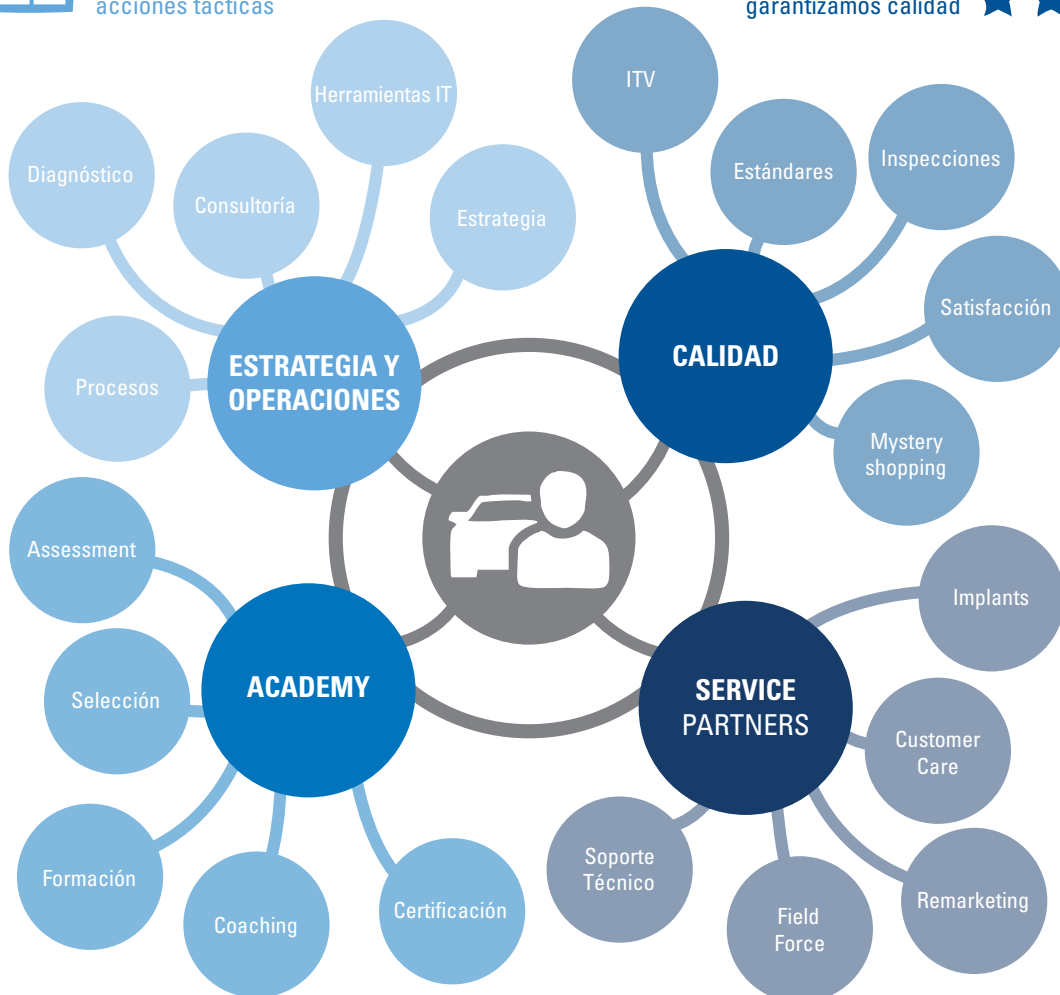 acciones tácticas
garantizamos calidad
Herramientas IT
Diagnóstico
Consultoría
Estrategia
Procesos
ESTRATEGIA Y
OPERACIONES
ITV
Estándares
Inspecciones
Satisfacción
Mystery
shopping
CALIDAD
Assessment
Selección
Formación
Coaching
Certificación
ACADEMY
SERVICE
PARTNERS
Implants
Customer
Care
Remarketing
Field
Force
Soporte
Técnico